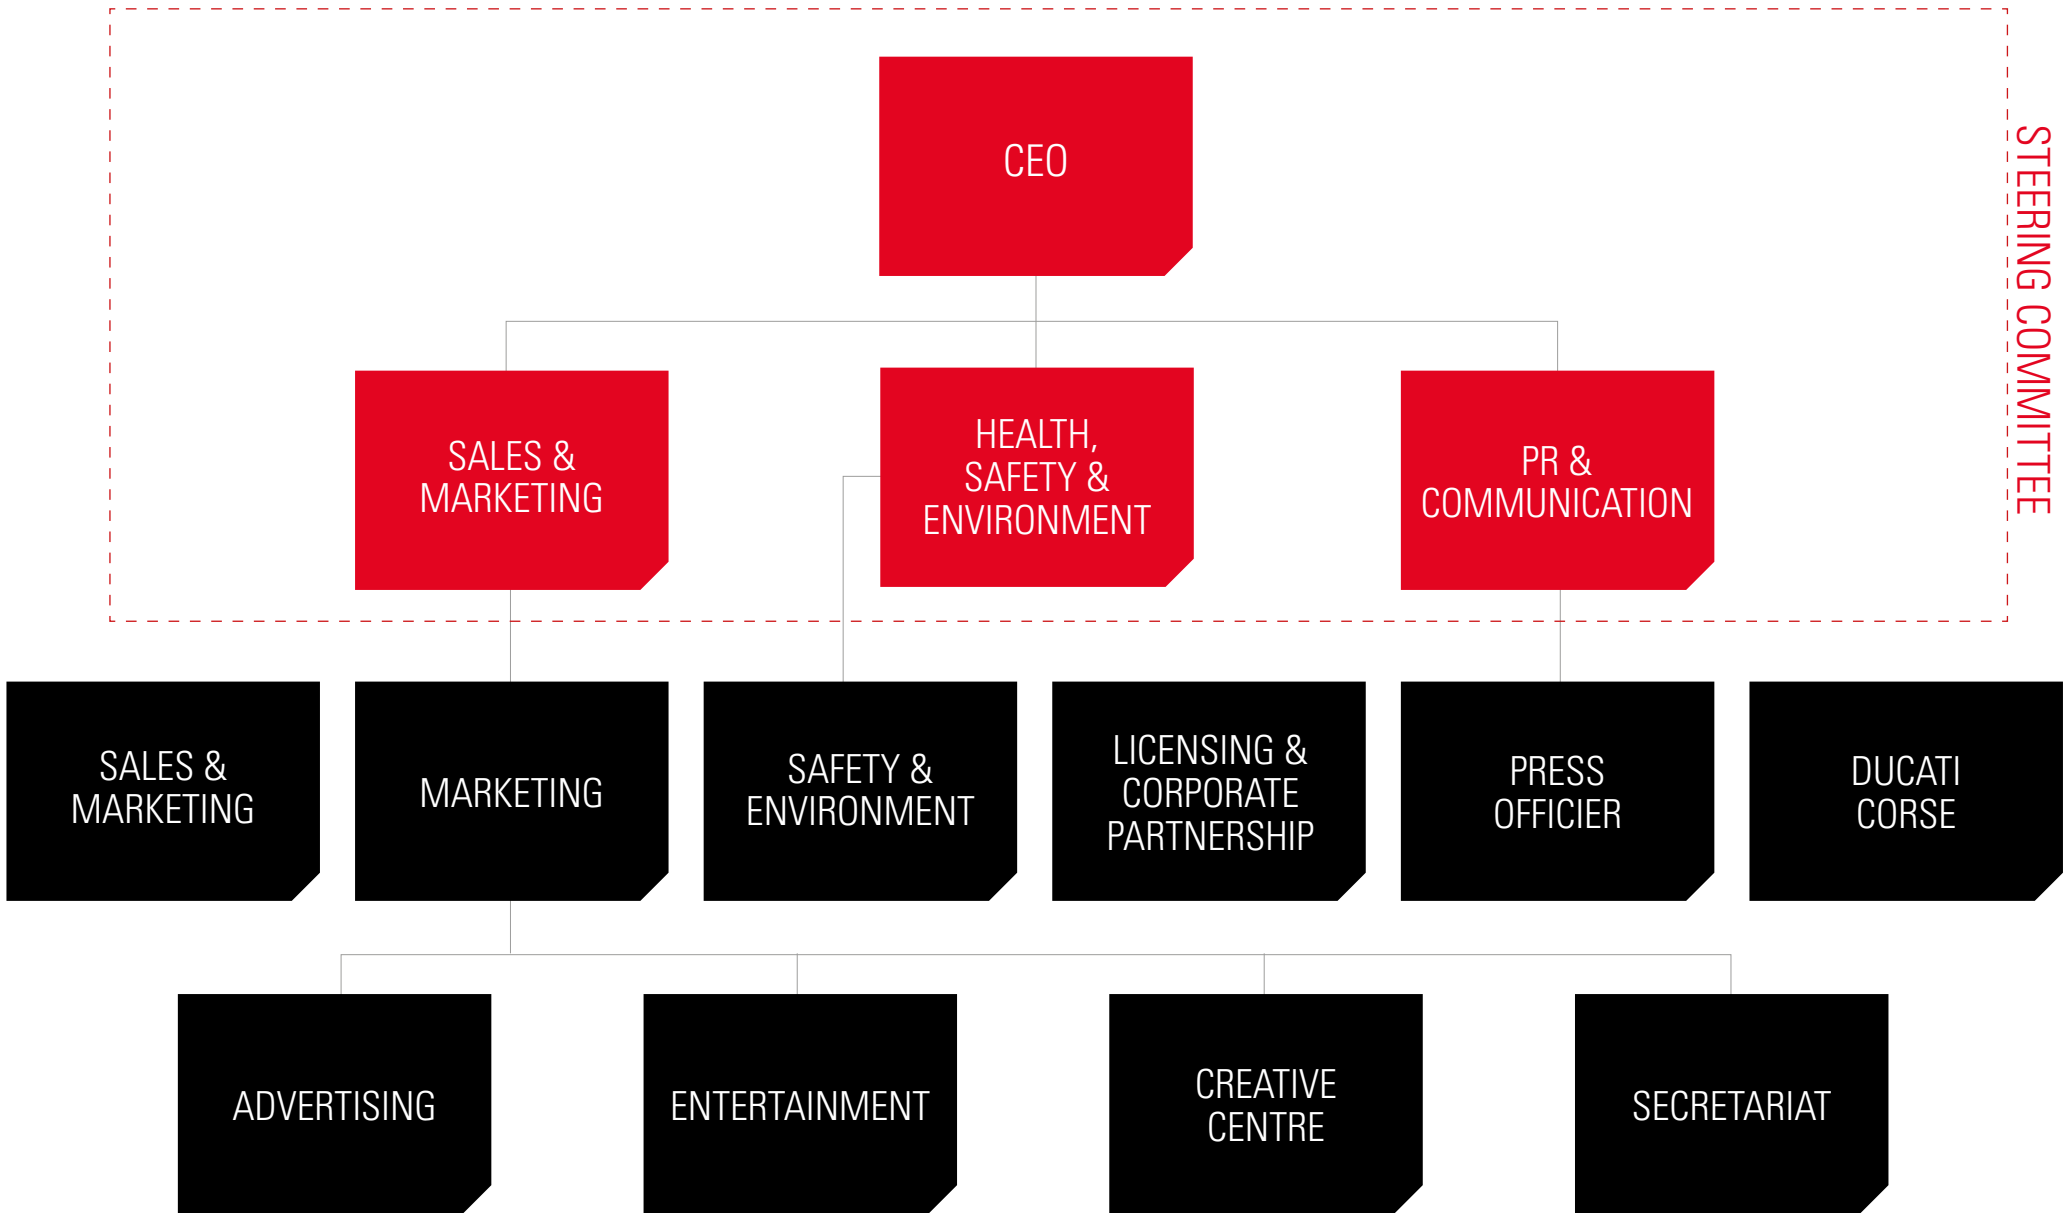 CEO
STEERING COMMITTEE
SALES &
MARKETING
HEALTH,
SAFETY &
ENVIRONMENT
PR &
COMMUNICATION
SALES &
MARKETING
MARKETING
SAFETY &
ENVIRONMENT
LICENSING &
CORPORATE
PARTNERSHIP
PRESS
OFFICIER
DUCATI
CORSE
ADVERTISING
ENTERTAINMENT
CREATIVE
CENTRE
SECRETARIAT